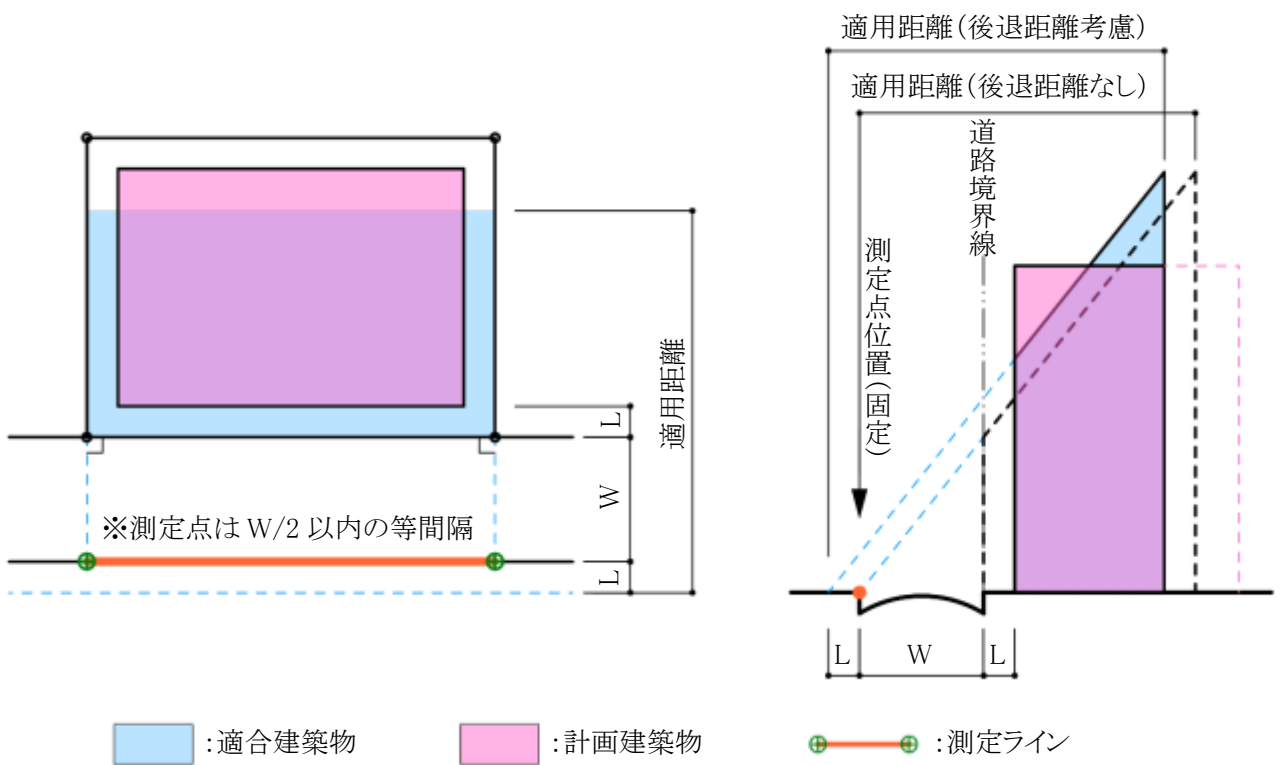 適用距離(後退距離考慮)
適用距離(後退距離なし)
道路境界線
測定点位置(固定)
適用距離
L
W
L
※測定点は W/2 以内の等間隔
L
W
L
:適合建築物
:計画建築物
:測定ライン